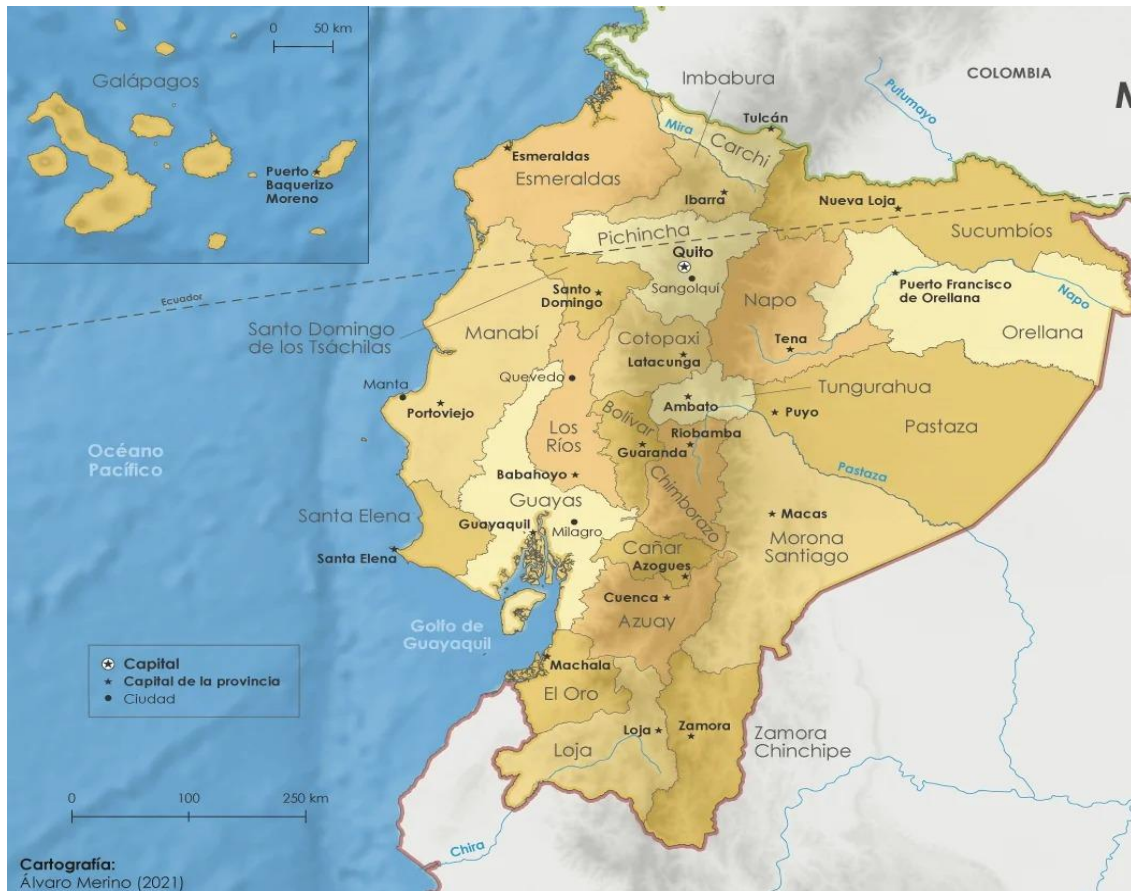 0 50 km
Galápagos
Puerto
Baquerizo
Moreno
COLOMBIA
M
Putumayo
Imbabura
Tulcán
Mira
Carchi
Esmeraldas
Esmeraldas
Ibarra
Nueva Loja
Sucumbíos
Pichincha
Quito
Sangolquí
Ecuador
Santo
Domingo
Napo
Puerto Francisco
de Orellana
Napo
Orellana
Santo Domingo
de los Tsáchilas
Manabí
Cotopaxi
Latacunga
Tena
Tungurahua
Manta
Portoviejo
Quevedo
Ambato
Puyo
Pastaza
Océano
Pacífico
Los
Ríos
Bolívar
Riobamba
Guaranda
Pastaza
Babahoyo
Chimborazo
Guayas
Santa Elena
Guayaquil
Milagro
Macas
Morona
Santiago
Santa Elena
Cañar
Azogues
Cuenca
Azuay
Golfo de
Guayaquil
Capital
Capital de la provincia
Ciudad
Machala
El Oro
Loja
Loja
Zamora
Zamora
Chinchipe
0 100 250 km
Chira
Cartografía:
Álvaro Merino (2021)